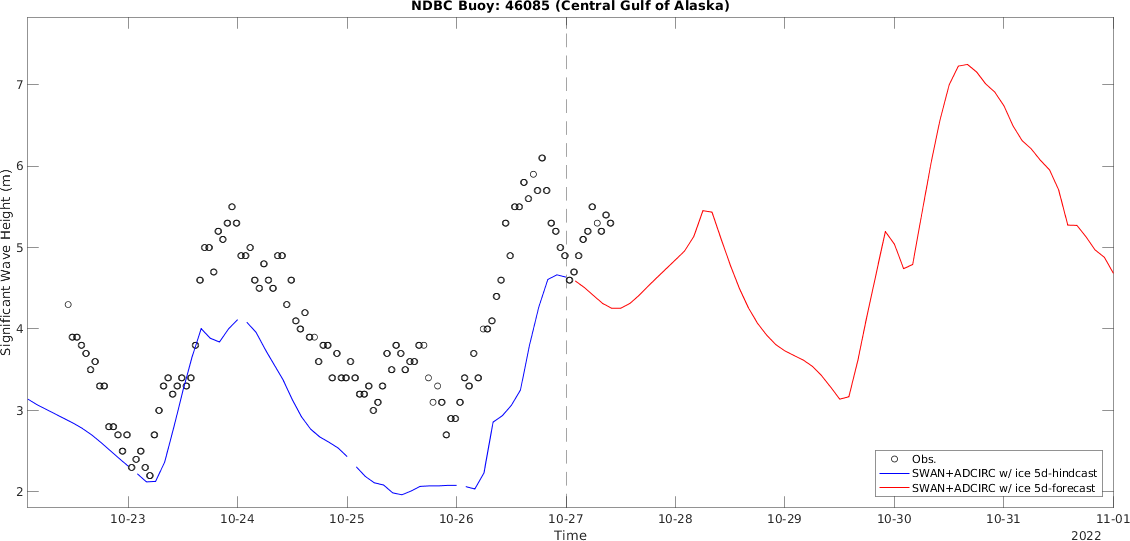 NDBC Buoy: 46085 (Central Gulf of Alaska)
Significant Wave Height (m)
7
6
5
4
3
2
Obs.
SWAN+ADCIRC w/ ice 5d-hindcast
SWAN+ADCIRC w/ ice 5d-forecast
10-23 10-24 10-25 10-26 10-27 10-28 10-29 10-30 10-31 11-01
Time
2022